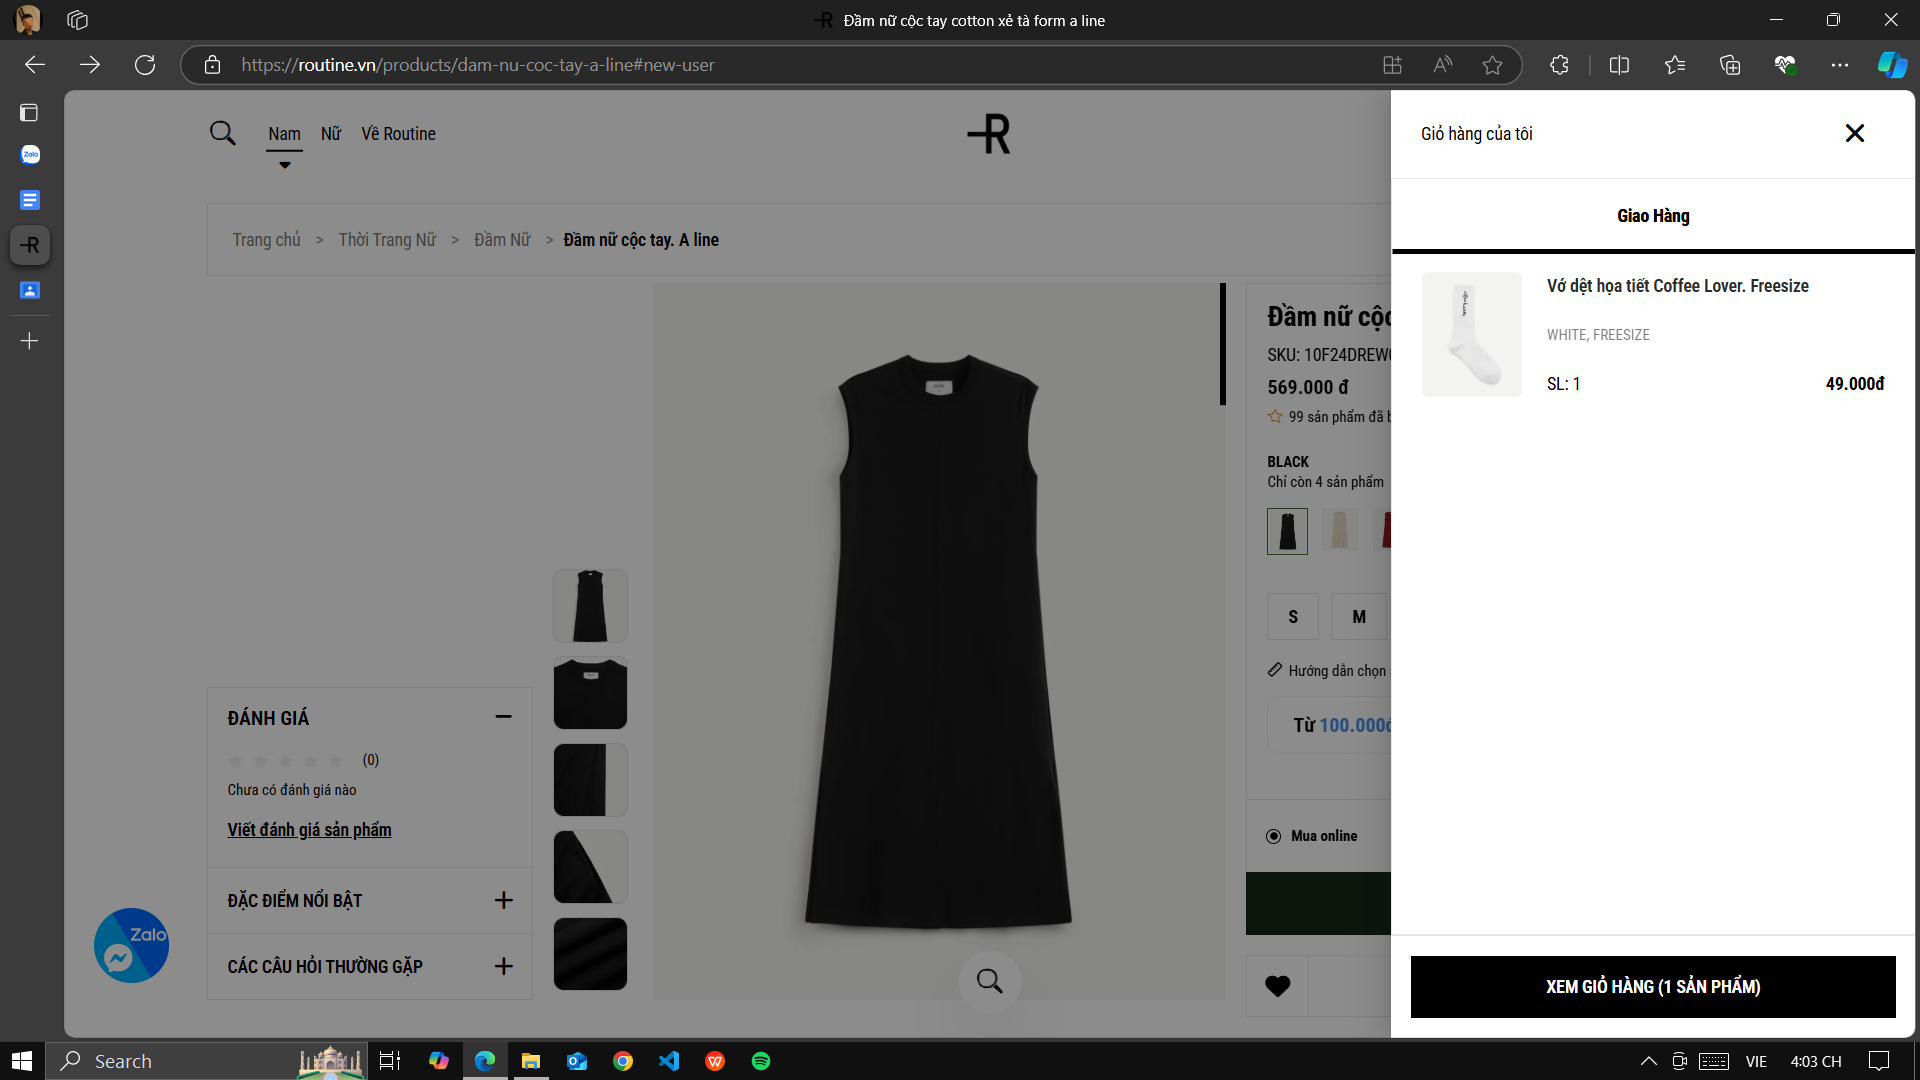 Đầm nữ cộc tay cotton xẻ tà form a line
https://routine.vn/products/dam-nu-coc-tay-a-line#new-user
Nam Nữ Về Routine
R
Giỏ hàng của tôi
Giao Hàng
Trang chủ > Thời Trang Nữ > Đầm Nữ > Đầm nữ cộc tay. A line
Vớ dệt họa tiết Coffee Lover. Freesize
WHITE, FREESIZE
SL: 1 49.000đ
Đầm nữ cộc
SKU: 10F24DREW
569.000 đ
99 sản phẩm đã
BLACK
Chỉ còn 4 sản phẩm
S M
Hướng dẫn chọn
Từ 100.000đ
ĐÁNH GIÁ
(0)
Chưa có đánh giá nào
Viết đánh giá sản phẩm
Mua online
ĐẶC ĐIỂM NỔI BẬT
Zalo
CÁC CÂU HỎI THƯỜNG GẶP
XEM GIỎ HÀNG (1 SẢN PHẨM)
Search
VIE 4:03 CH